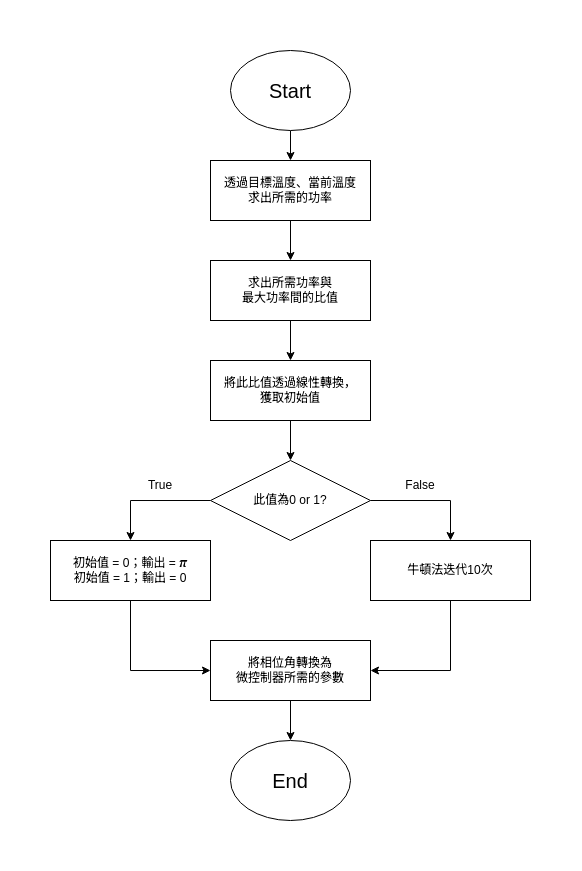 Start
透過目標溫度、當前溫度
求出所需的功率
求出所需功率與
最大功率間的比值
將此比值透過線性轉換，
獲取初始值
True
此值為0 or 1?
False
初始值 = 0；輸出 = π
初始值 = 1；輸出 = 0
牛頓法迭代10次
將相位角轉換為
微控制器所需的參數
End